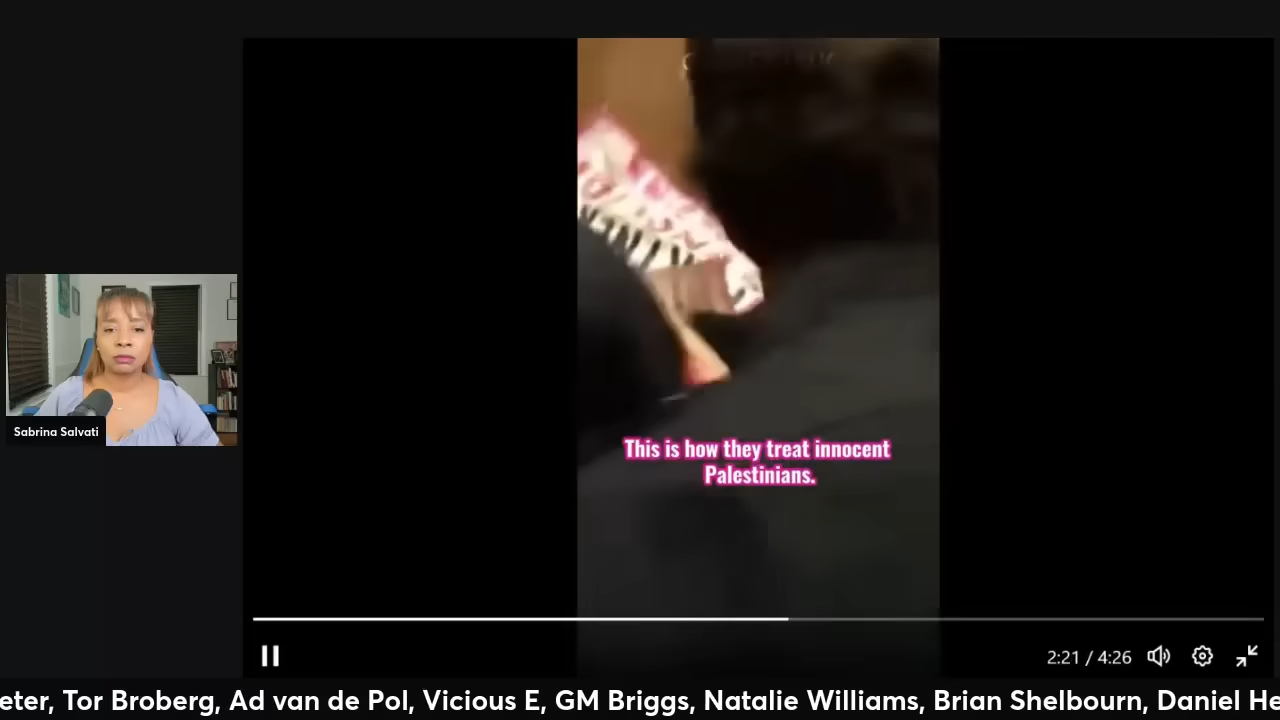 This is how they treat innocent
Palestinians.
Sabrina Salvati
2:21 / 4:26
eter, Tor Broberg, Ad van de Pol, Vicious E, GM Briggs, Natalie Williams, Brian Shelbourn, Daniel He